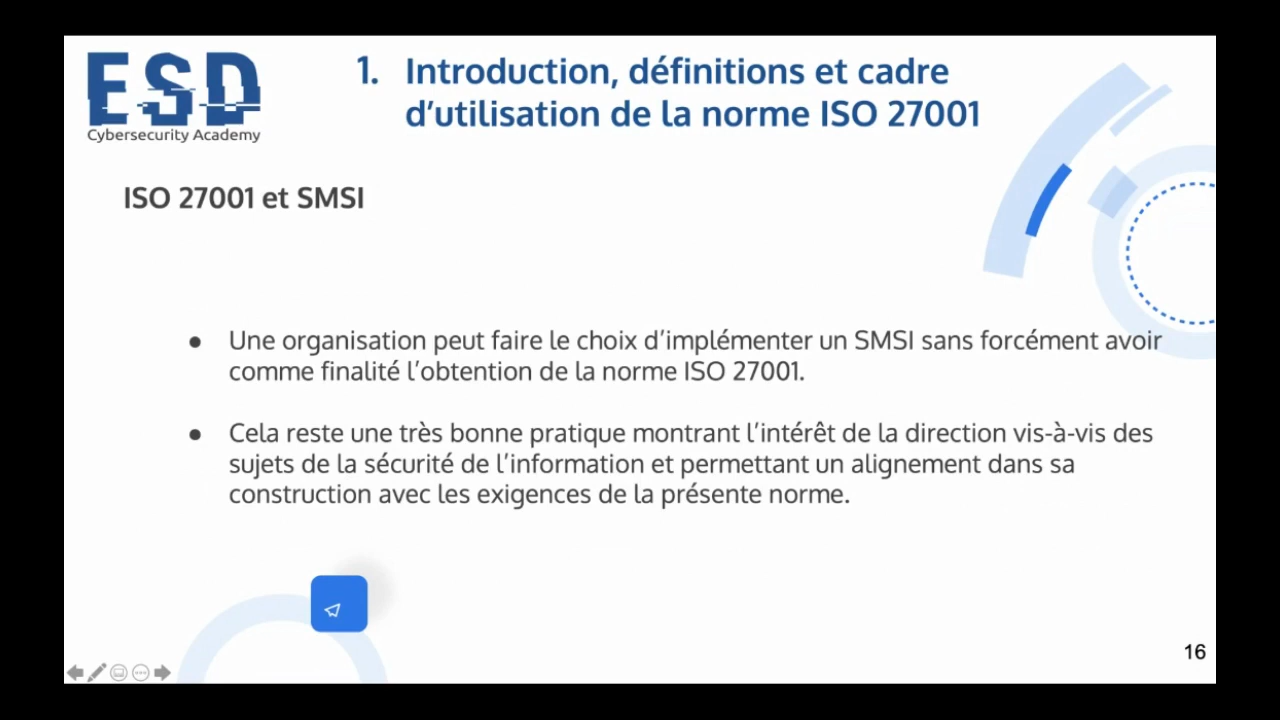 ESD
Cybersecurity Academy
1. Introduction, définitions et cadre
d’utilisation de la norme ISO 27001
ISO 27001 et SMSI
● Une organisation peut faire le choix d’implémenter un SMSI sans forcément avoir
comme finalité l’obtention de la norme ISO 27001.
● Cela reste une très bonne pratique montrant l’intérêt de la direction vis-à-vis des
sujets de la sécurité de l’information et permettant un alignement dans sa
construction avec les exigences de la présente norme.
16